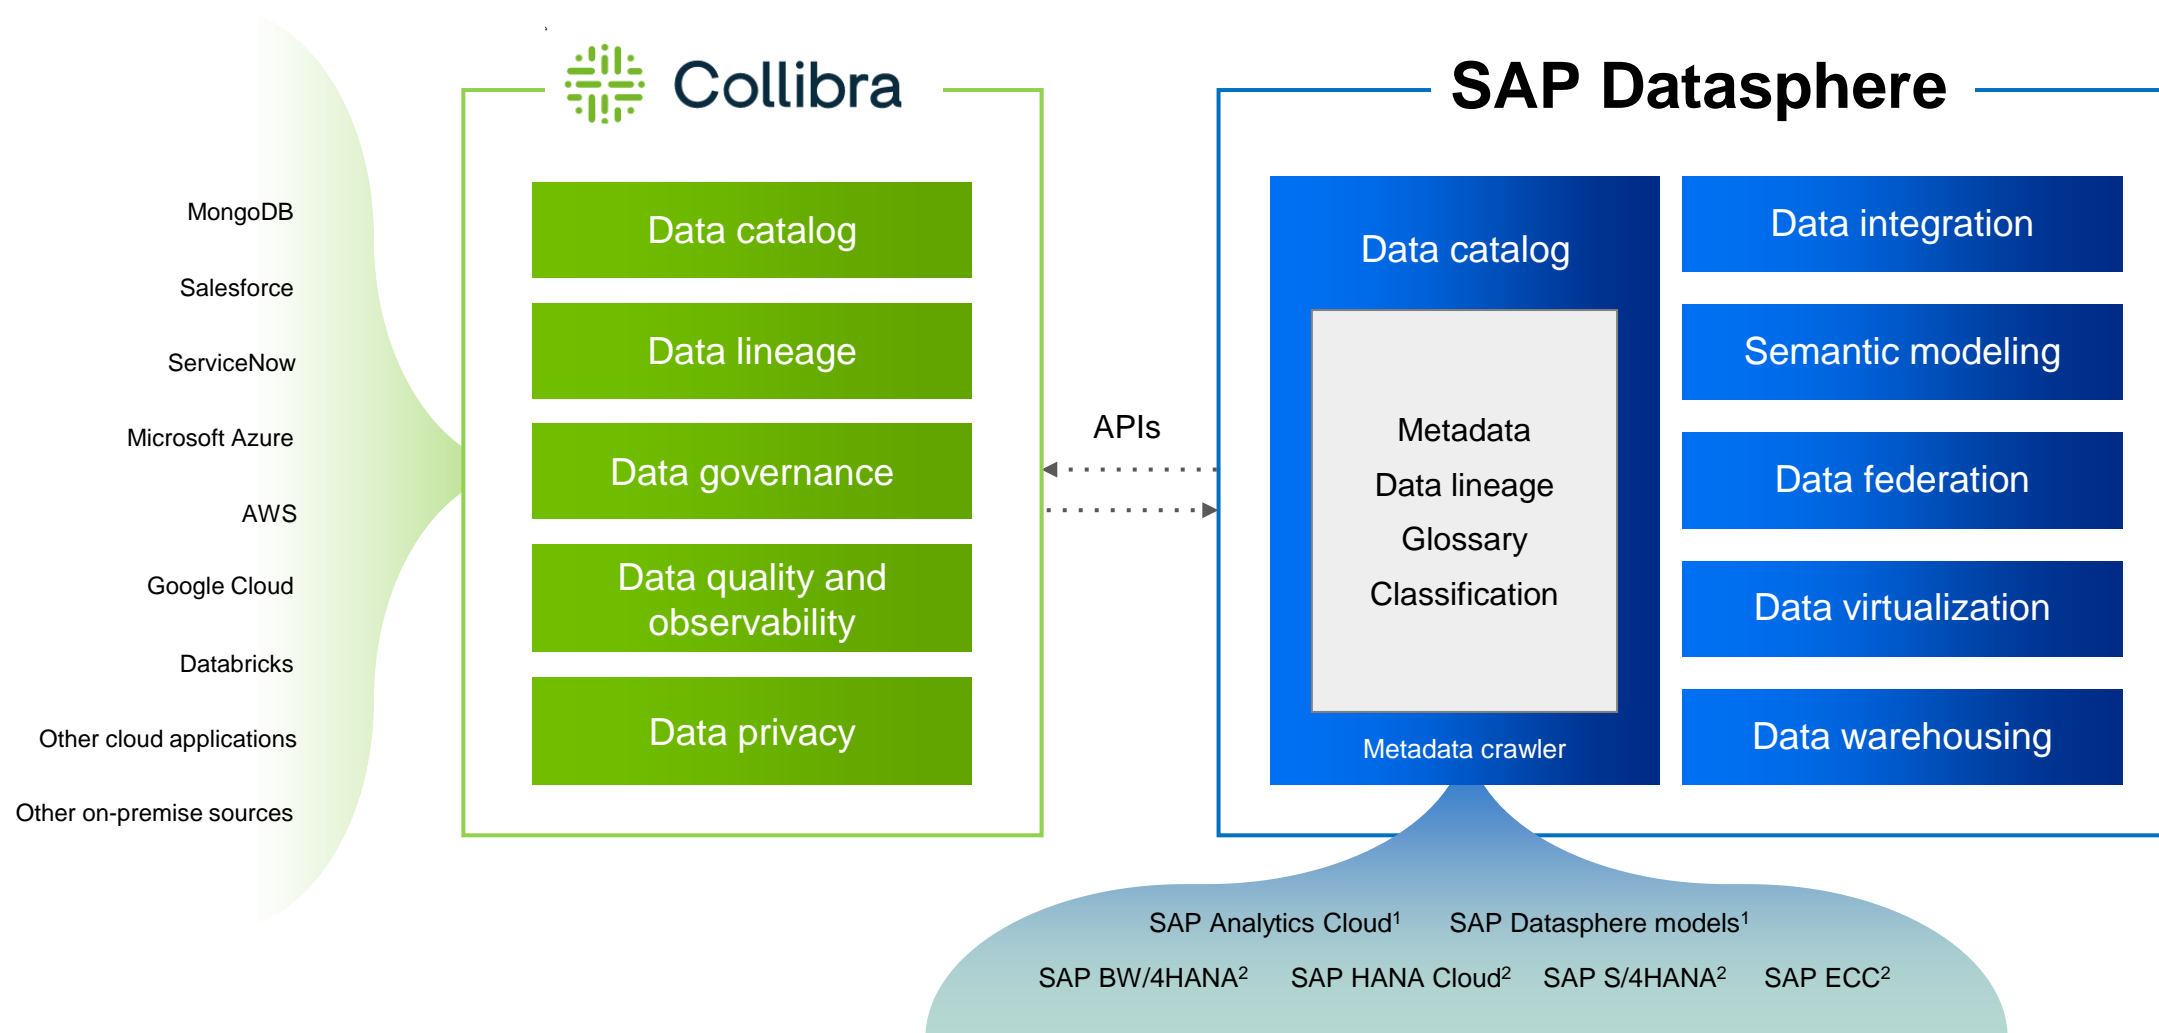 Collibra
SAP Datasphere
MongoDB
Salesforce
ServiceNow
Microsoft Azure
AWS
Google Cloud
Databricks
Other cloud applications
Other on-premise sources
Data catalog
Data lineage
Data governance
Data quality and
observability
Data privacy
APIs
Data catalog
Metadata
Data lineage
Glossary
Classification
Metadata crawler
Data integration
Semantic modeling
Data federation
Data virtualization
Data warehousing
SAP Analytics Cloud¹ SAP Datasphere models¹
SAP BW/4HANA² SAP HANA Cloud² SAP S/4HANA² SAP ECC²